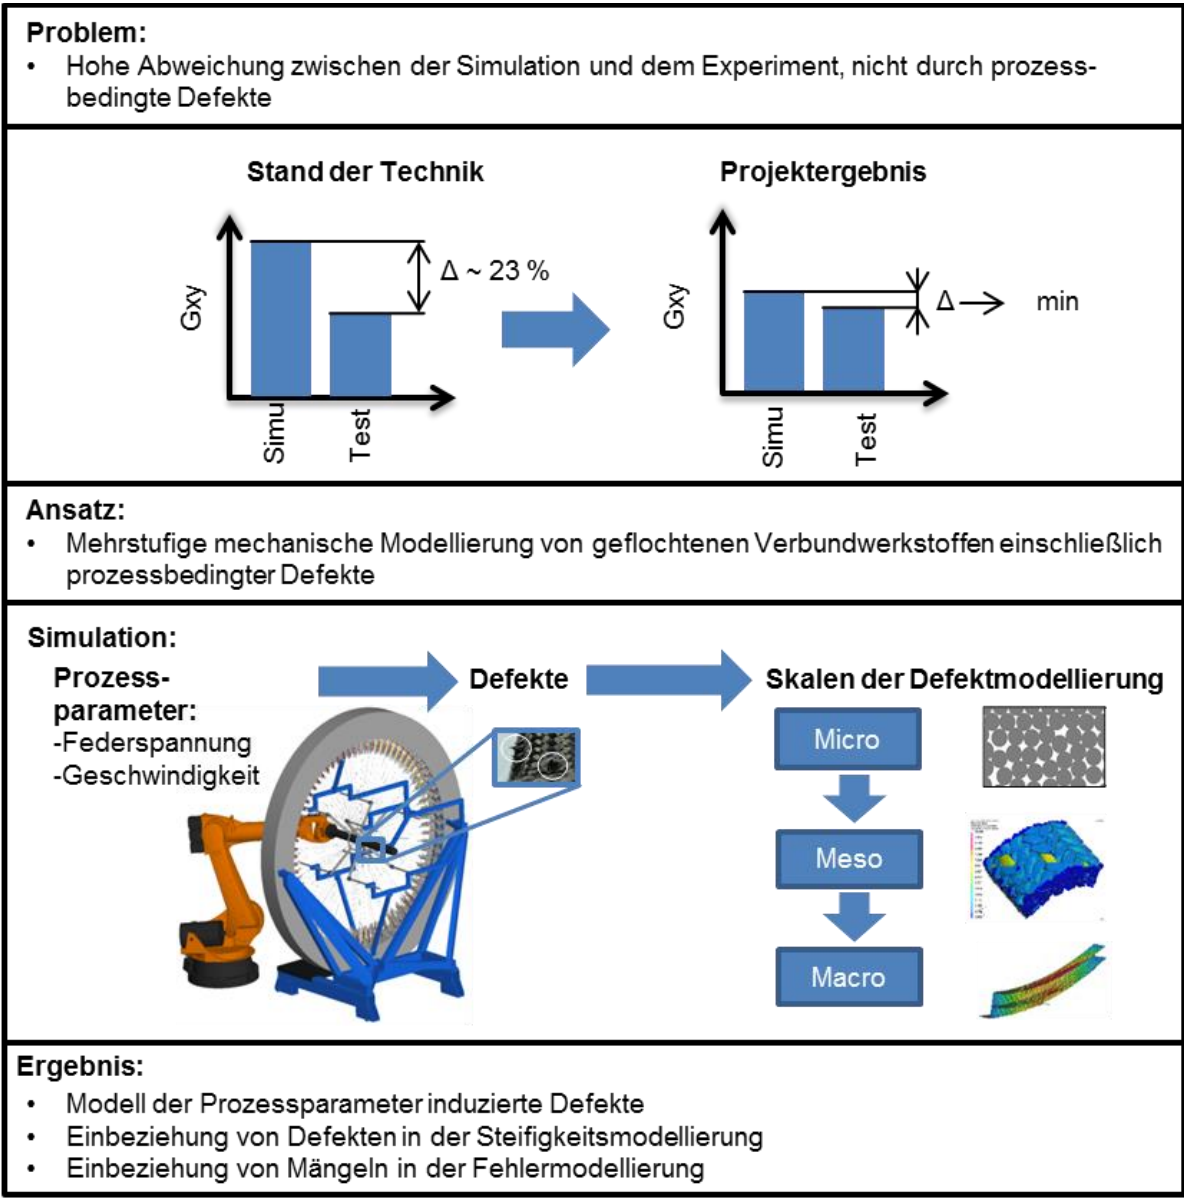 Problem:
• Hohe Abweichung zwischen der Simulation und dem Experiment, nicht durch prozess-
bedingte Defekte
Stand der Technik
Projektergebnis
Gxy
Δ ~ 23 %
Simu
Test
Gxy
Δ
min
Simu
Test
Ansatz:
• Mehrstufige mechanische Modellierung von geflochtenen Verbundwerkstoffen einschließlich
prozessbedingter Defekte
Simulation:
Prozess-
parameter:
-Federspannung
-Geschwindigkeit
Defekte
Skalen der Defektmodellierung
Micro
Meso
Macro
Ergebnis:
• Modell der Prozessparameter induzierte Defekte
• Einbeziehung von Defekten in der Steifigkeitsmodellierung
• Einbeziehung von Mängeln in der Fehlermodellierung